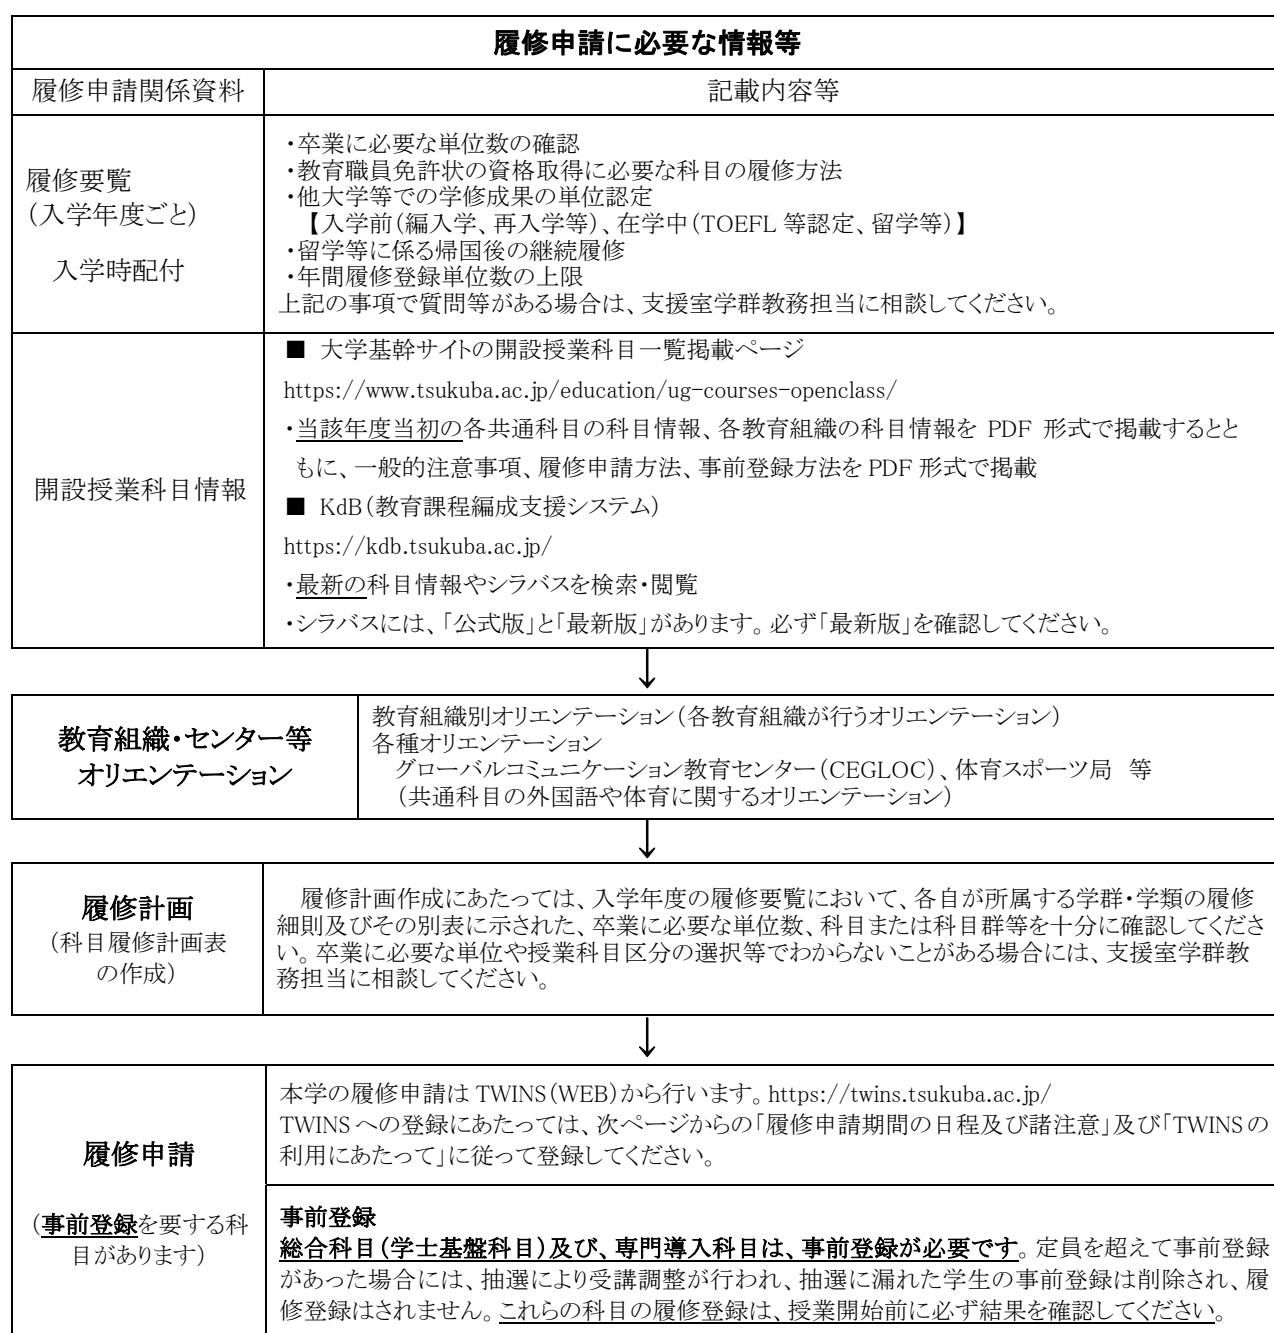 履修申請に必要な情報等
履修申請関係資料
記載内容等
履修要覧
(入学年度ごと)
入学時配付
・卒業に必要な単位数の確認
・教育職員免許状の資格取得に必要な科目の履修方法
・他大学等での学修成果の単位認定
【入学前(編入学、再入学等)、在学中(TOEFL 等認定、留学等)】
・留学等に係る帰国後の継続履修
・年間履修登録単位数の上限
上記の事項で質問等がある場合は、支援室学群教務担当に相談してください。
開設授業科目情報
■ 大学基幹サイトの開設授業科目一覧掲載ページ
https://www.tsukuba.ac.jp/education/ug-courses-openclass/
・当該年度当初の各共通科目の科目情報、各教育組織の科目情報を PDF 形式で掲載するとと
もに、一般的注意事項、履修申請方法、事前登録方法を PDF 形式で掲載
■ KdB(教育課程編成支援システム)
https://kdb.tsukuba.ac.jp/
・最新の科目情報やシラバスを検索・閲覧
・シラバスには、「公式版」と「最新版」があります。必ず「最新版」を確認してください。
↓
教育組織・センター等
オリエンテーション
教育組織別オリエンテーション(各教育組織が行うオリエンテーション)
各種オリエンテーション
グローバルコミュニケーション教育センター(CEGLOC)、体育スポーツ局 等
(共通科目の外国語や体育に関するオリエンテーション)
↓
履修計画
(科目履修計画表
の作成)
履修計画作成にあたっては、入学年度の履修要覧において、各自が所属する学群・学類の履修
細則及びその別表に示された、卒業に必要な単位数、科目または科目群等を十分に確認してくださ
い。卒業に必要な単位や授業科目区分の選択等でわからないことがある場合には、支援室学群教
務担当に相談してください。
↓
履修申請
(事前登録を要する科
目があります)
本学の履修申請は TWINS(WEB)から行います。https://twins.tsukuba.ac.jp/
TWINS への登録にあたっては、次ページからの「履修申請期間の日程及び諸注意」及び「TWINS の
利用にあたって」に従って登録してください。
事前登録
総合科目(学士基盤科目)及び、専門導入科目は、事前登録が必要です。定員を超えて事前登録
があった場合には、抽選により受講調整が行われ、抽選に漏れた学生の事前登録は削除され、履
修登録はされません。これらの科目の履修登録は、授業開始前に必ず結果を確認してください。